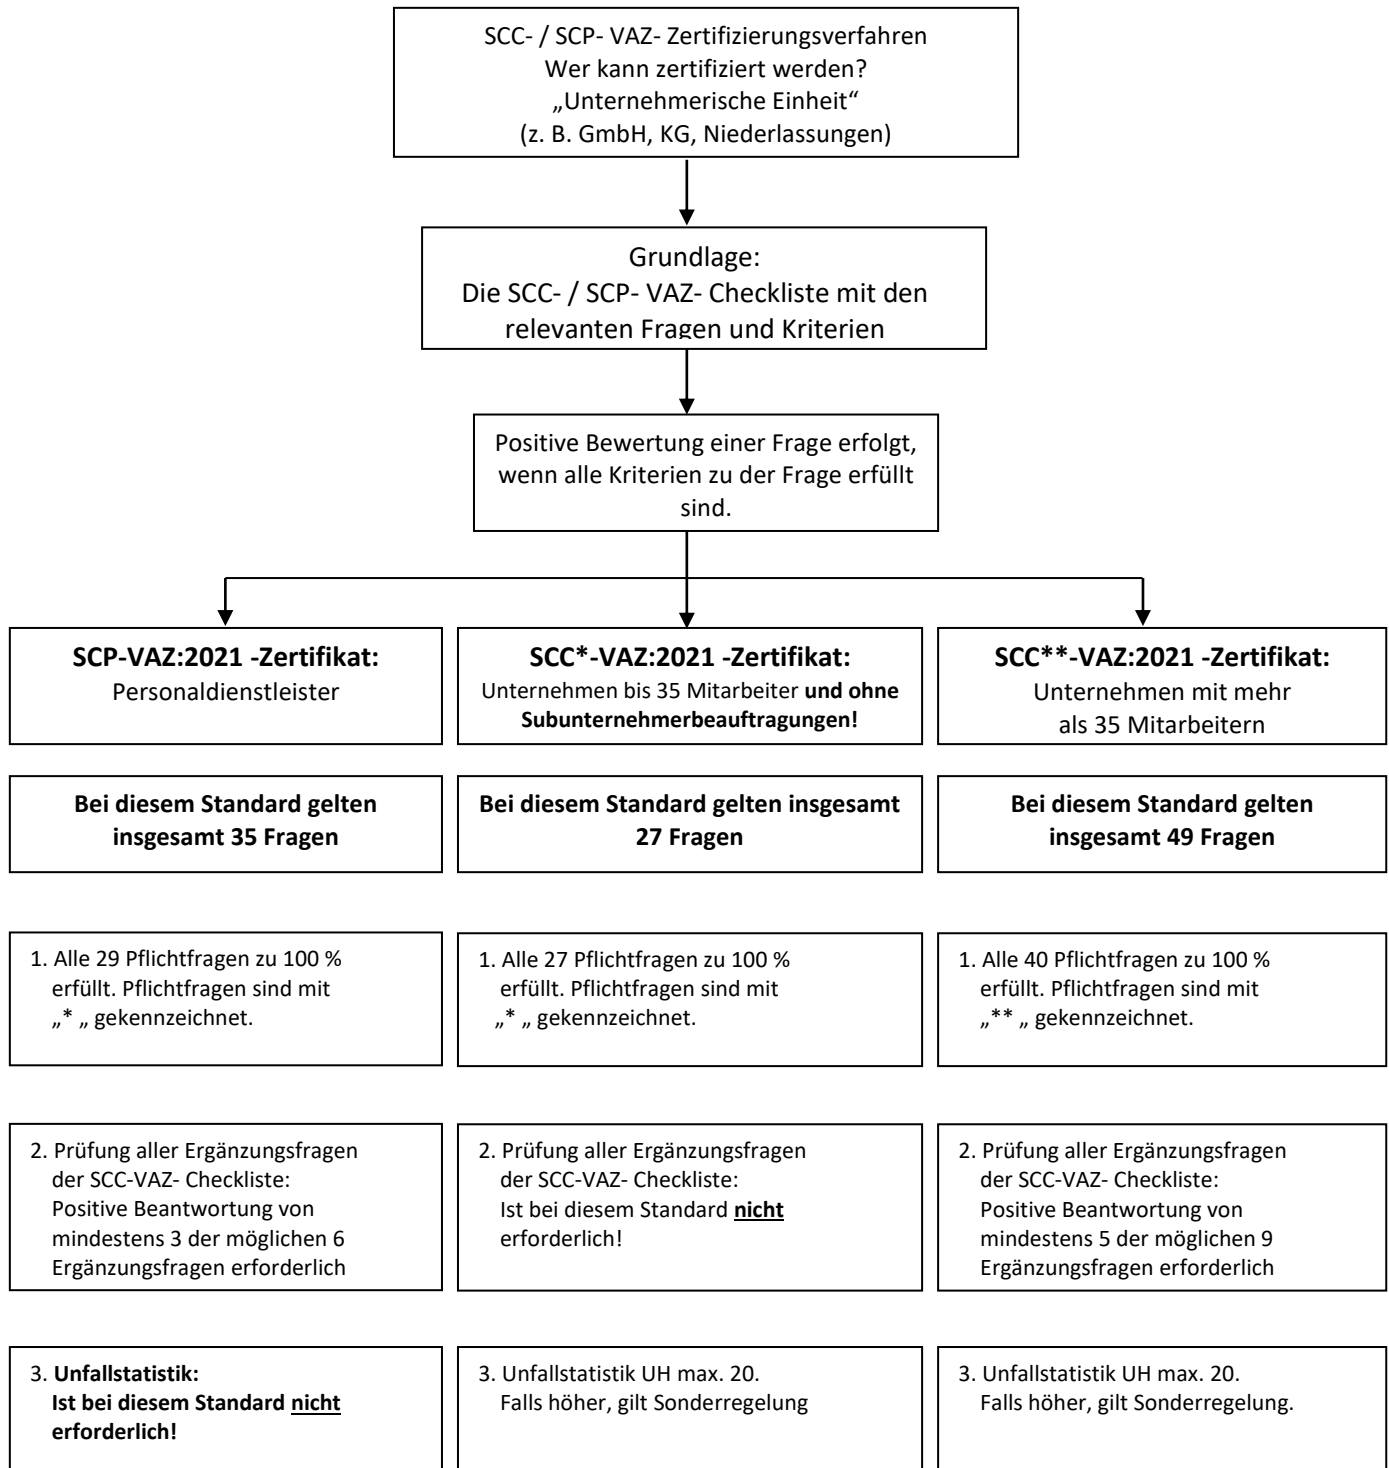 SCC- / SCP- VAZ- Zertifizierungsverfahren
Wer kann zertifiziert werden?
„Unternehmerische Einheit“
(z. B. GmbH, KG, Niederlassungen)
Grundlage:
Die SCC- / SCP- VAZ- Checkliste mit den
relevanten Fragen und Kriterien
Positive Bewertung einer Frage erfolgt,
wenn alle Kriterien zu der Frage erfüllt
sind.
SCP-VAZ:2021 -Zertifikat:
Personaldienstleister
SCC*-VAZ:2021 -Zertifikat:
Unternehmen bis 35 Mitarbeiter und ohne
Subunternehmerbeauftragungen!
SCC**-VAZ:2021 -Zertifikat:
Unternehmen mit mehr
als 35 Mitarbeitern
Bei diesem Standard gelten
insgesamt 35 Fragen
Bei diesem Standard gelten insgesamt
27 Fragen
Bei diesem Standard gelten
insgesamt 49 Fragen
1. Alle 29 Pflichtfragen zu 100 %
erfüllt. Pflichtfragen sind mit
„* „ gekennzeichnet.
1. Alle 27 Pflichtfragen zu 100 %
erfüllt. Pflichtfragen sind mit
„* „ gekennzeichnet.
1. Alle 40 Pflichtfragen zu 100 %
erfüllt. Pflichtfragen sind mit
„** „ gekennzeichnet.
2. Prüfung aller Ergänzungsfragen
der SCC-VAZ- Checkliste:
Positive Beantwortung von
mindestens 3 der möglichen 6
Ergänzungsfragen erforderlich
2. Prüfung aller Ergänzungsfragen
der SCC-VAZ- Checkliste:
Ist bei diesem Standard nicht
erforderlich!
2. Prüfung aller Ergänzungsfragen
der SCC-VAZ- Checkliste:
Positive Beantwortung von
mindestens 5 der möglichen 9
Ergänzungsfragen erforderlich
3. Unfallstatistik:
Ist bei diesem Standard nicht
erforderlich!
3. Unfallstatistik UH max. 20.
Falls höher, gilt Sonderregelung
3. Unfallstatistik UH max. 20.
Falls höher, gilt Sonderregelung.